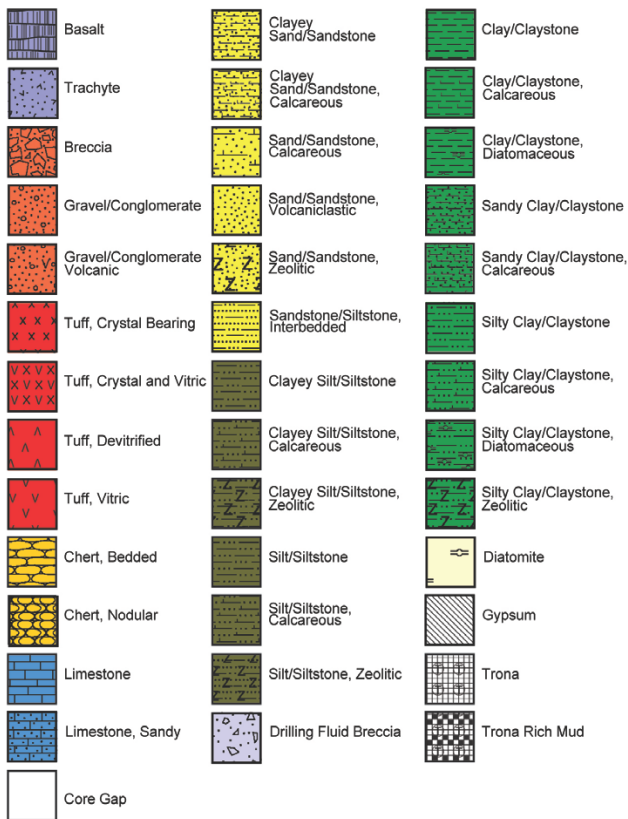 Basalt
Trachyte
Breccia
Gravel/Conglomerate
Gravel/Conglomerate
Volcanic
Tuff, Crystal Bearing
Tuff, Crystal and Vitric
Tuff, Devitrified
Tuff, Vitric
Chert, Bedded
Chert, Nodular
Limestone
Limestone, Sandy
Core Gap
Clayey
Sand/Sandstone
Clayey
Sand/Sandstone,
Calcareous
Sand/Sandstone,
Calcareous
Sand/Sandstone,
Volcaniclastic
Sand/Sandstone,
Zeolitic
Sandstone/Siltstone,
Interbedded
Clayey Silt/Siltstone
Clayey Silt/Siltstone,
Calcareous
Clayey Silt/Siltstone,
Zeolitic
Silt/Siltstone
Silt/Siltstone,
Calcareous
Silt/Siltstone, Zeolitic
Drilling Fluid Breccia
Clay/Claystone
Clay/Claystone,
Calcareous
Clay/Claystone,
Diatomaceous
Sandy Clay/Claystone
Sandy Clay/Claystone,
Calcareous
Silty Clay/Claystone
Silty Clay/Claystone,
Calcareous
Silty Clay/Claystone,
Diatomaceous
Silty Clay/Claystone,
Zeolitic
Diatomite
Gypsum
Trona
Trona Rich Mud